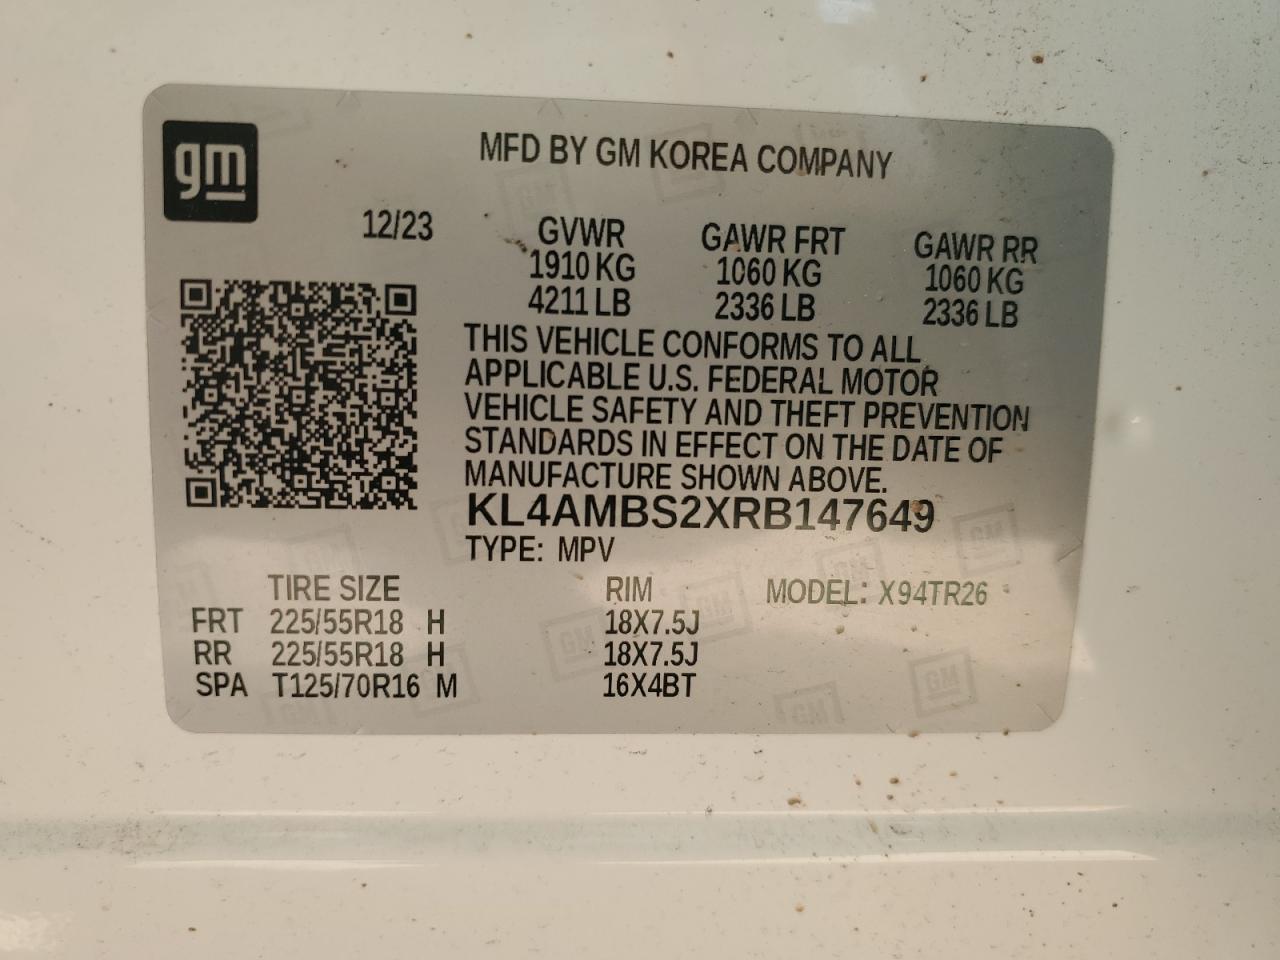 gm
MFD BY GM KOREA COMPANY
12/23
GVWR GAWR FRT GAWR RR
1910 KG 1060 KG 1060 KG
4211 LB 2336 LB 2336 LB
THIS VEHICLE CONFORMS TO ALL
APPLICABLE U.S. FEDERAL MOTOR
VEHICLE SAFETY AND THEFT PREVENTION
STANDARDS IN EFFECT ON THE DATE OF
MANUFACTURE SHOWN ABOVE.
KL4AMBS2XRB147649
TYPE: MPV
TIRE SIZE RIM MODEL: X94TR26
FRT 225/55R18 H 18X7.5J
RR 225/55R18 H 18X7.5J
SPA T125/70R16 M 16X4BT